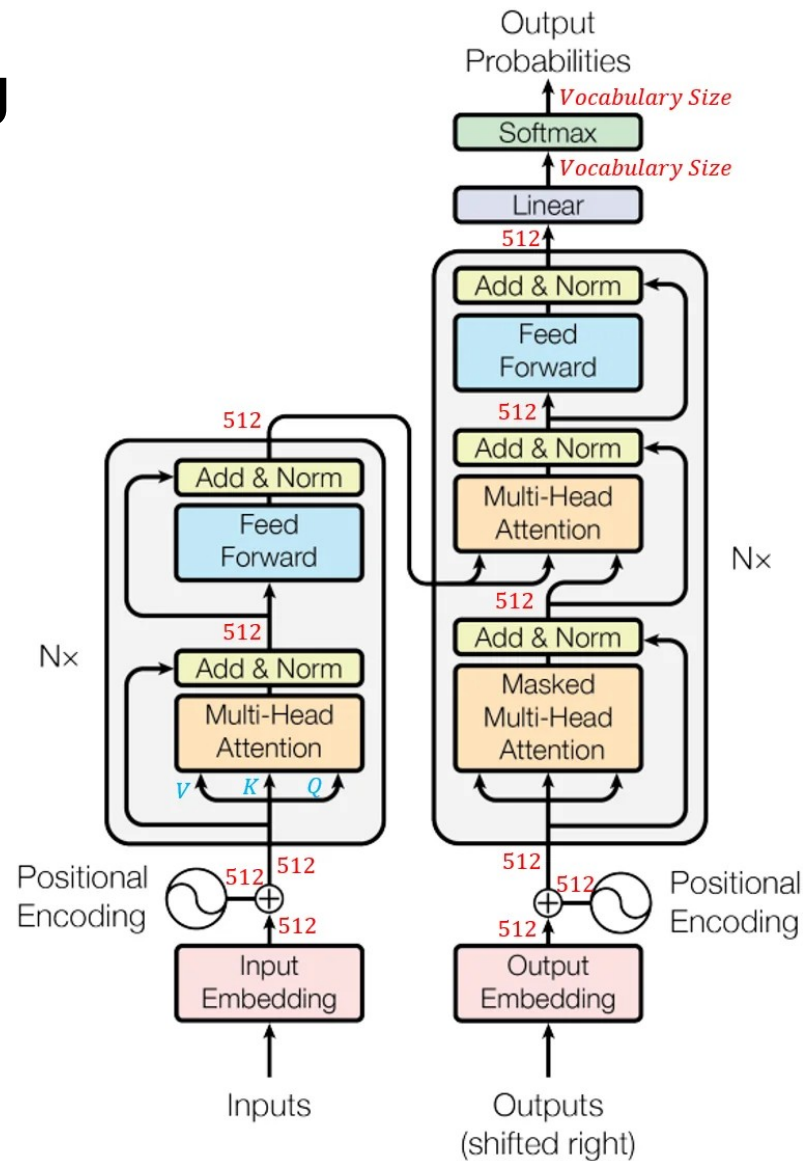 g
Output
Probabilities
Vocabulary Size
Softmax
Vocabulary Size
Linear
512
Add & Norm
Feed
Forward
512
Add & Norm
Multi-Head
Attention
512
Add & Norm
Masked
Multi-Head
Attention
N×
512
Add & Norm
Feed
Forward
512
Add & Norm
Multi-Head
Attention
V K Q
N×
512
512
512
Positional
Encoding
Input
Embedding
Inputs
512
512
512
Positional
Encoding
Output
Embedding
Outputs
(shifted right)